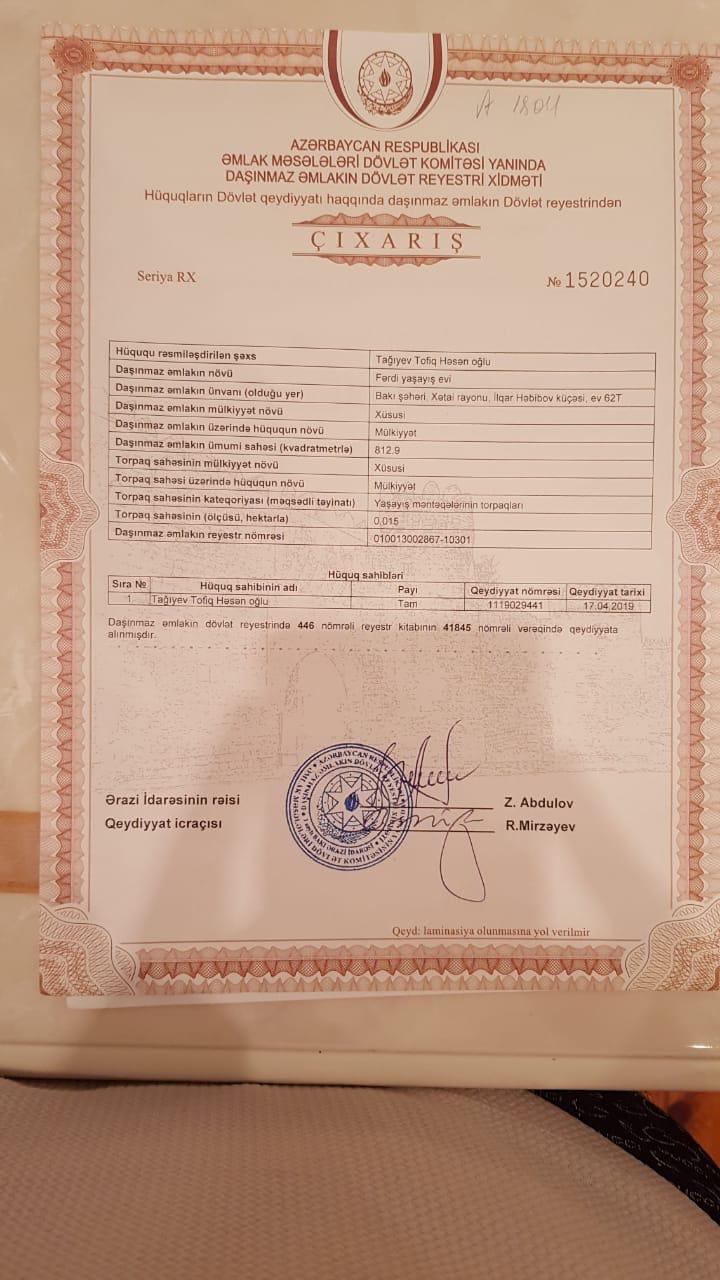 A 1804
AZƏRBAYCAN RESPUBLİKASI
ƏMLAK MƏSƏLƏLƏRİ DÖVLƏT KOMİTƏSİ YANINDA
DAŞINMAZ ƏMLAKIN DÖVLƏT REYESTRİ XİDMƏTİ
Hüquqların Dövlət qeydiyyatı haqqında daşınmaz əmlakın Dövlət reyestrindən
ÇIXARIŞ
Seriya RX № 1520240
Hüququ rəsmiləşdirilən şəxs Tağıyev Tofiq Həsən oğlu
Daşınmaz əmlakın növü Fərdi yaşayış evi
Daşınmaz əmlakın ünvanı (olduğu yer) Bakı şəhəri, Xətai rayonu, İlqar Həbibov küçəsi, ev 62T
Daşınmaz əmlakın mülkiyyət növü Xüsusi
Daşınmaz əmlakın üzərində hüququn növü Mülkiyyət
Daşınmaz əmlakın ümumi sahəsi (kvadratmetrlə) 812.9
Torpaq sahəsinin mülkiyyət növü Xüsusi
Torpaq sahəsi üzərində hüququn növü Mülkiyyət
Torpaq sahəsinin kateqoriyası (məqsədli təyinatı) Yaşayış məntəqələrinin torpaqları
Torpaq sahəsinin (ölçüsü, hektarla) 0,015
Daşınmaz əmlakın reyestr nömrəsi 010013002867-10301
Hüquq sahibləri
Sıra № Hüquq sahibinin adı Payı Qeydiyyat nömrəsi Qeydiyyat tarixi
1 Tağıyev Tofiq Həsən oğlu Tam 1119029441 17.04.2019
Daşınmaz əmlakın dövlət reyestrində 446 nömrəli reyestr kitabının 41845 nömrəli vərəqində qeydiyyata
alınmışdır.
Ərazi İdarəsinin rəisi Z. Abdulov
Qeydiyyat icraçısı R.Mirzəyev
Qeyd: laminasiya olunmasına yol verilmir